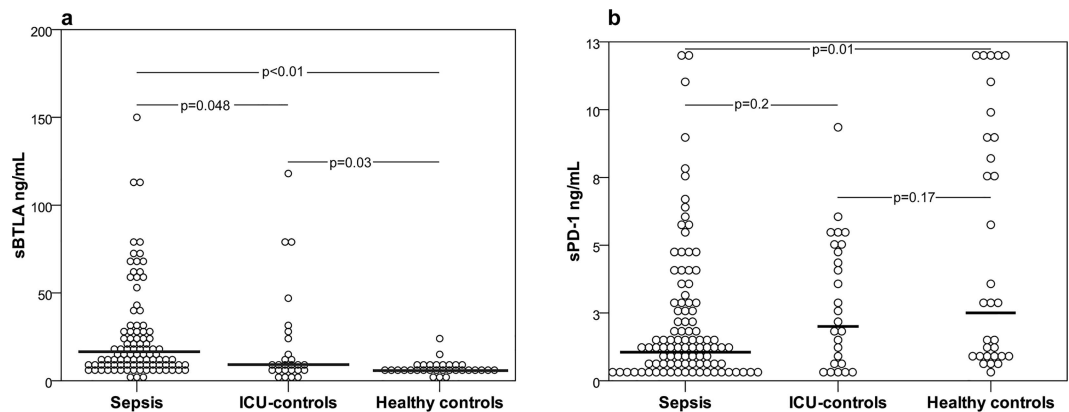 a
200
150
100
50
0
sBTLA ng/mL
p<0.01
p=0.048
p=0.03
Sepsis
ICU-controls
Healthy controls
b
13
10
8
5
3
0
sPD-1 ng/mL
p=0.01
p=0.2
p=0.17
Sepsis
ICU-controls
Healthy controls